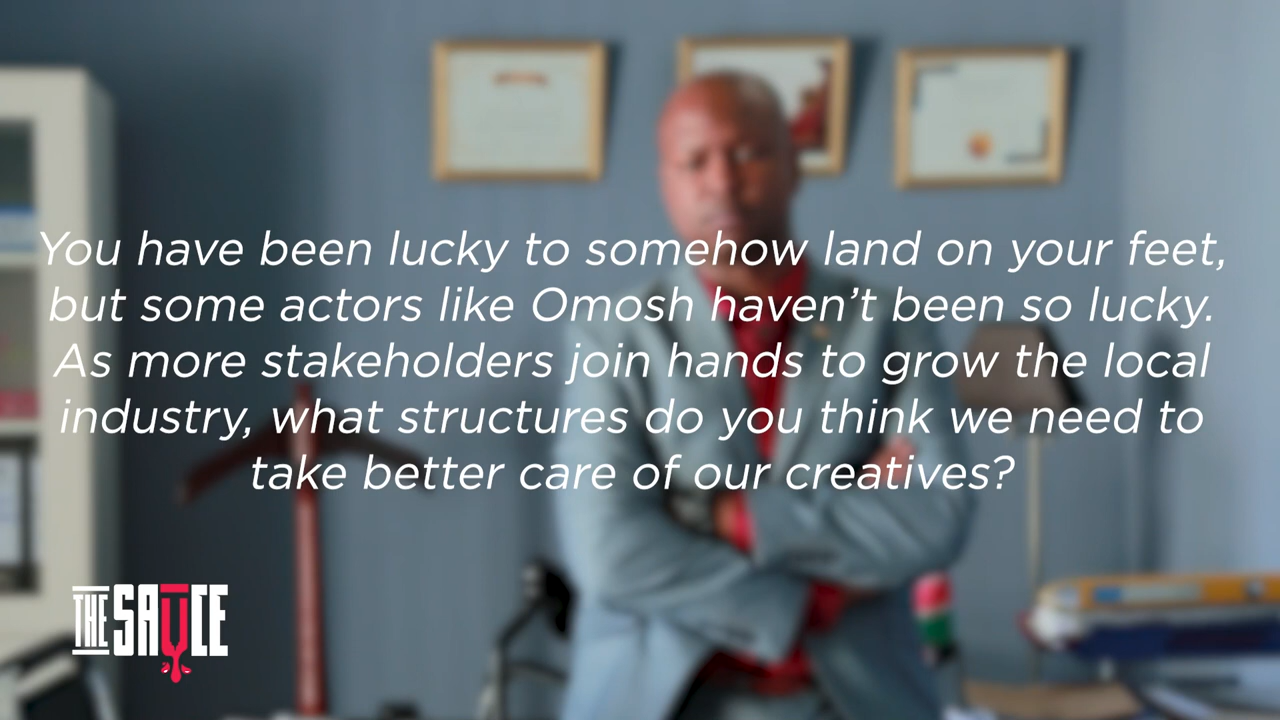 You have been lucky to somehow land on your feet,
but some actors like Omosh haven’t been so lucky.
As more stakeholders join hands to grow the local
industry, what structures do you think we need to
take better care of our creatives?
THE SAUCE